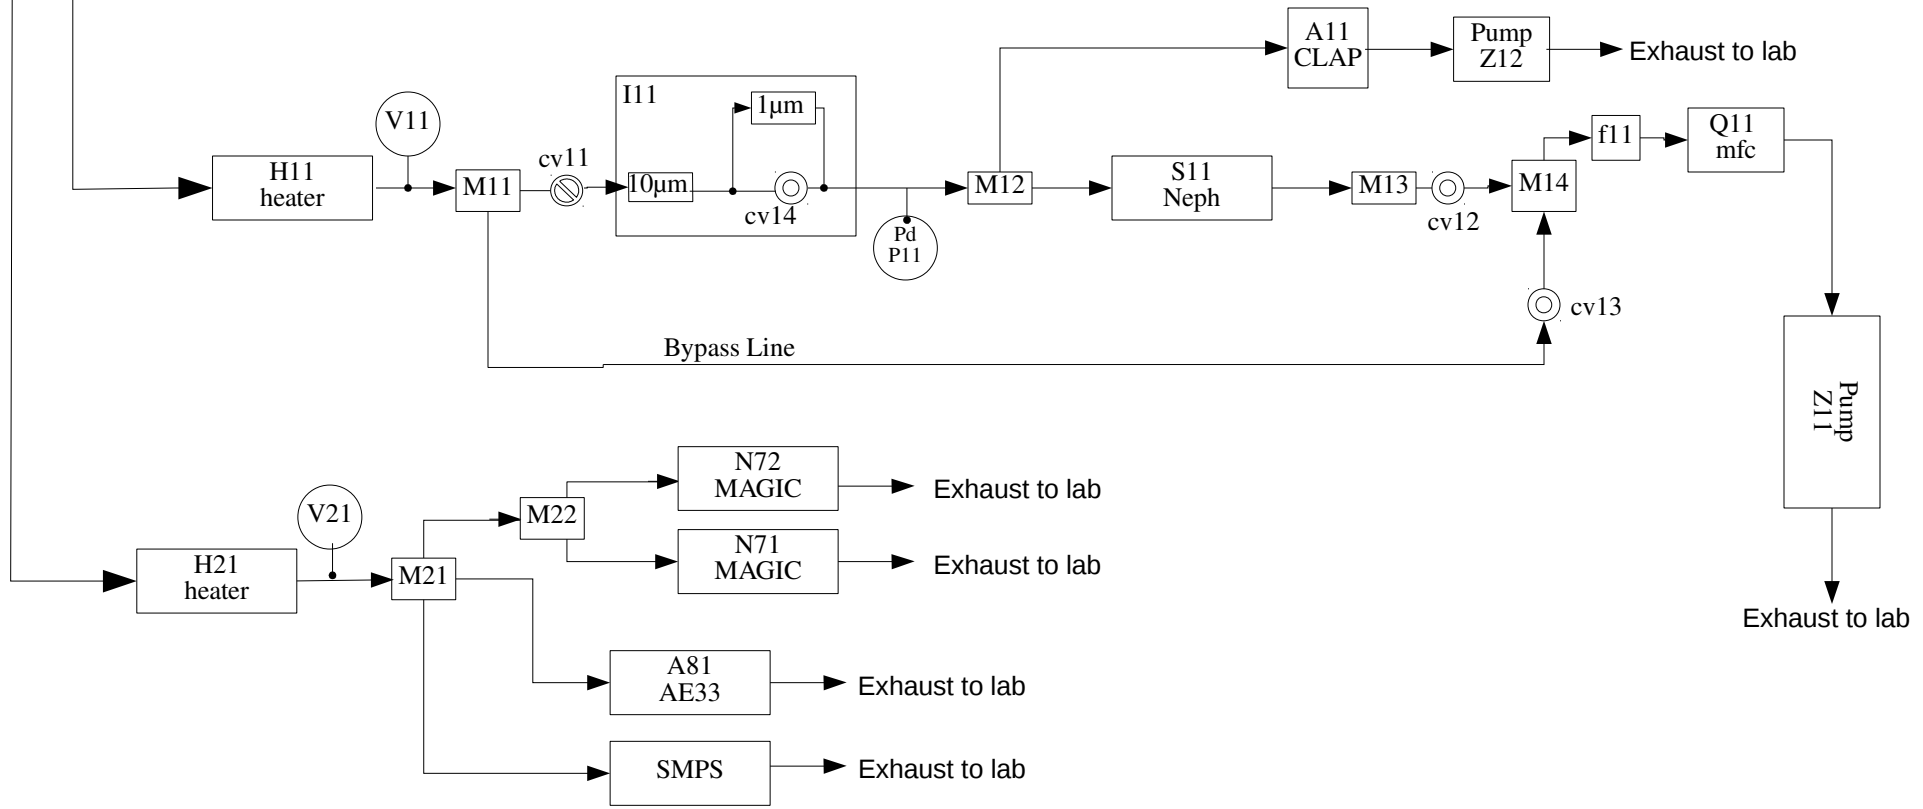 A11
CLAP
Pump
Z12
Exhaust to lab
I11
1µm
V11
f11
Q11
mfc
cv11
H11
heater
M11
10µm
cv14
M12
S11
Neph
M13
cv12
M14
Pd
P11
cv13
Bypass Line
Pump
Z11
N72
MAGIC
Exhaust to lab
V21
M22
N71
MAGIC
Exhaust to lab
H21
heater
M21
Exhaust to lab
A81
AE33
Exhaust to lab
SMPS
Exhaust to lab